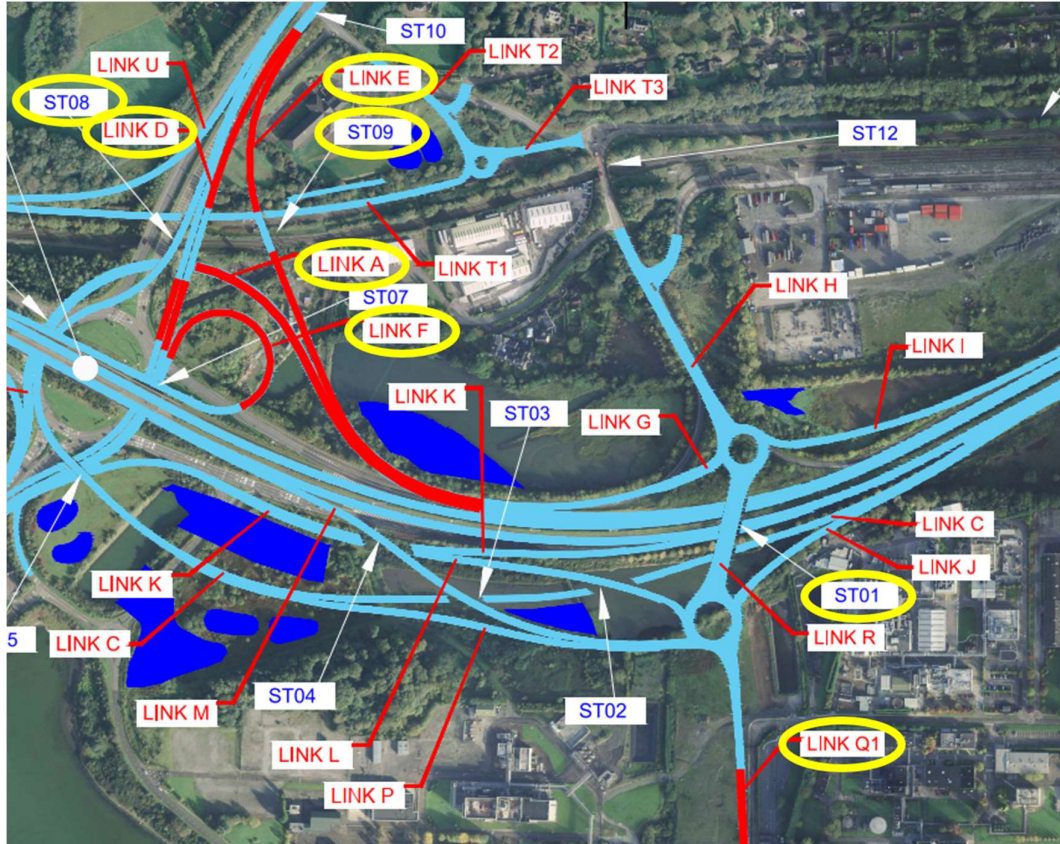 ST10
LINK U
LINK T2
LINK E
LINK T3
ST08
LINK D
ST09
ST12
LINK A
LINK T1
ST07
LINK H
LINK F
LINK I
LINK K
ST03
LINK G
LINK C
LINK J
LINK K
ST01
5
LINK C
LINK R
ST04
ST02
LINK M
LINK L
LINK Q1
LINK P